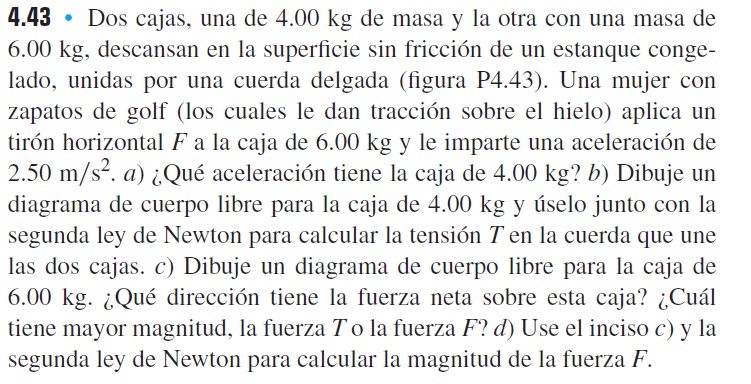 4.43 • Dos cajas, una de 4.00 kg de masa y la otra con una masa de
6.00 kg, descansan en la superficie sin fricción de un estanque conge-
lado, unidas por una cuerda delgada (figura P4.43). Una mujer con
zapatos de golf (los cuales le dan tracción sobre el hielo) aplica un
tirón horizontal F a la caja de 6.00 kg y le imparte una aceleración de
2.50 m/s². a) ¿Qué aceleración tiene la caja de 4.00 kg? b) Dibuje un
diagrama de cuerpo libre para la caja de 4.00 kg y úselo junto con la
segunda ley de Newton para calcular la tensión T en la cuerda que une
las dos cajas. c) Dibuje un diagrama de cuerpo libre para la caja de
6.00 kg. ¿Qué dirección tiene la fuerza neta sobre esta caja? ¿Cuál
tiene mayor magnitud, la fuerza T o la fuerza F? d) Use el inciso c) y la
segunda ley de Newton para calcular la magnitud de la fuerza F.